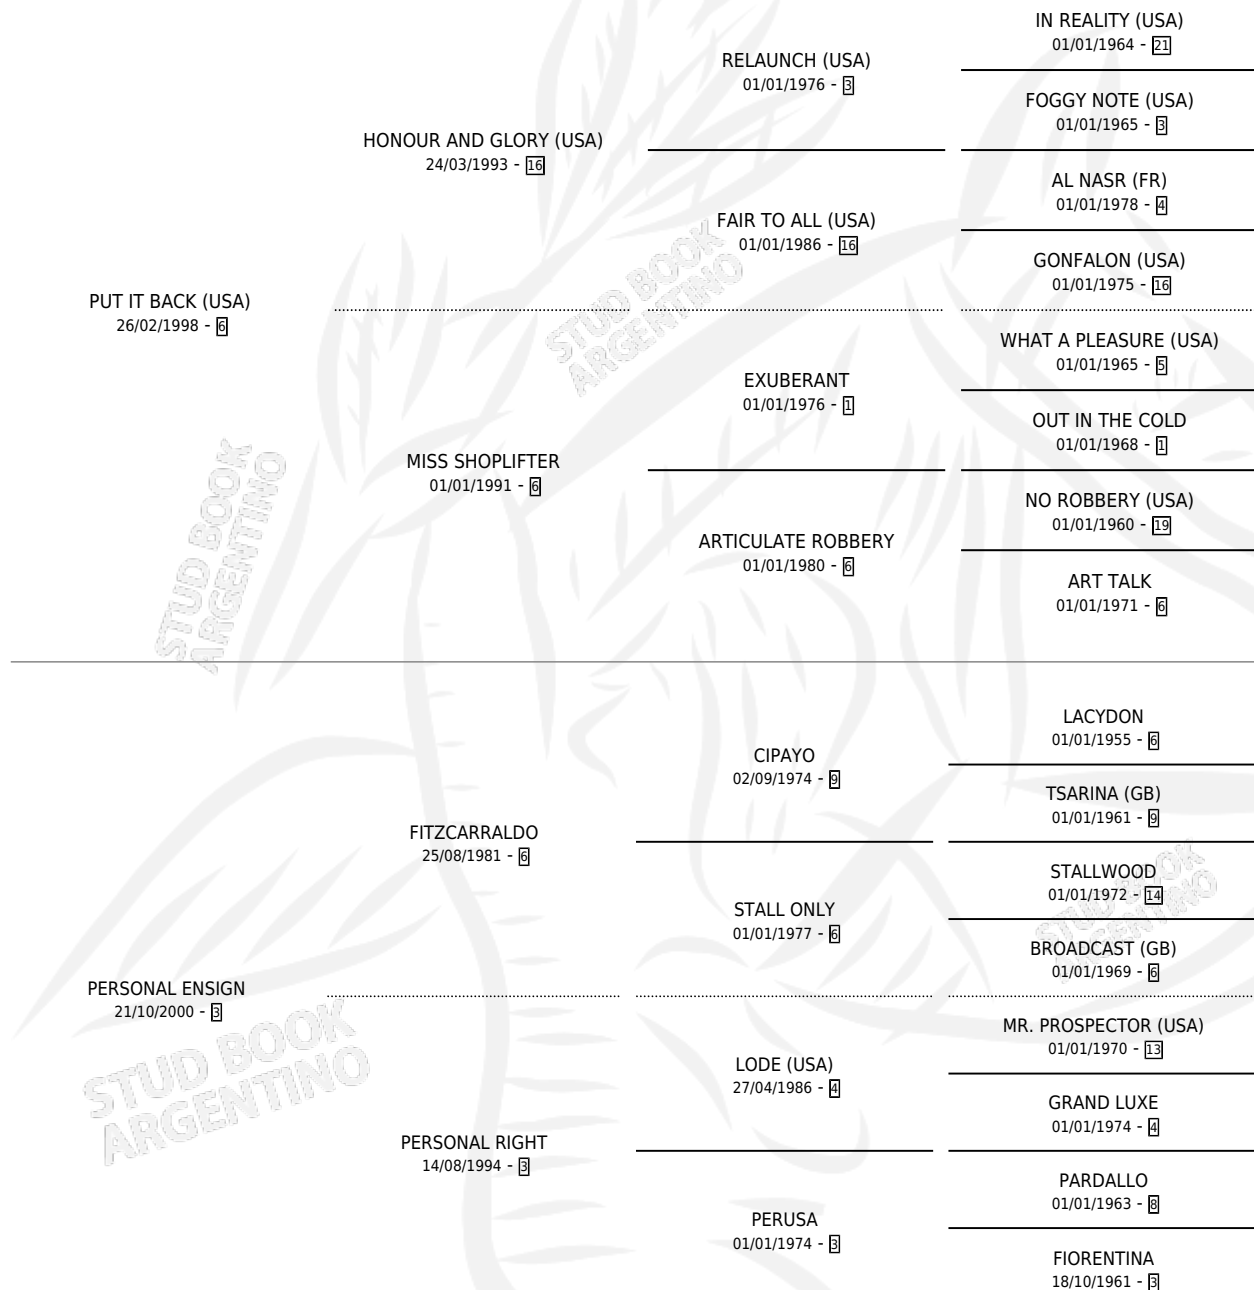 IN REALITY (USA)
01/01/1964 - 21
RELAUNCH (USA)
01/01/1976 - 3
FOGGY NOTE (USA)
01/01/1965 - 3
HONOUR AND GLORY (USA)
24/03/1993 - 16
AL NASR (FR)
01/01/1978 - 4
FAIR TO ALL (USA)
01/01/1986 - 16
GONFALON (USA)
01/01/1975 - 16
PUT IT BACK (USA)
26/02/1998 - 6
WHAT A PLEASURE (USA)
01/01/1965 - 5
EXUBERANT
01/01/1976 - 1
OUT IN THE COLD
01/01/1968 - 1
MISS SHOPLIFTER
01/01/1991 - 6
NO ROBBERY (USA)
01/01/1960 - 19
ARTICULATE ROBBERY
01/01/1980 - 6
ART TALK
01/01/1971 - 6
LACYDON
01/01/1955 - 6
CIPAYO
02/09/1974 - 9
TSARINA (GB)
01/01/1961 - 9
FITZCARRALDO
25/08/1981 - 6
STALLWOOD
01/01/1972 - 14
STALL ONLY
01/01/1977 - 6
BROADCAST (GB)
01/01/1969 - 6
PERSONAL ENSIGN
21/10/2000 - 3
MR. PROSPECTOR (USA)
01/01/1970 - 13
LODE (USA)
27/04/1986 - 4
GRAND LUXE
01/01/1974 - 4
PERSONAL RIGHT
14/08/1994 - 3
PARDALLO
01/01/1963 - 8
PERUSA
01/01/1974 - 3
FIORENTINA
18/10/1961 - 3
STUD BOOK
ARGENTINO
STUD BOOK
ARGENTINO
STUD BOOK
ARGENTINO
STUD BOOK
ARGENTINO